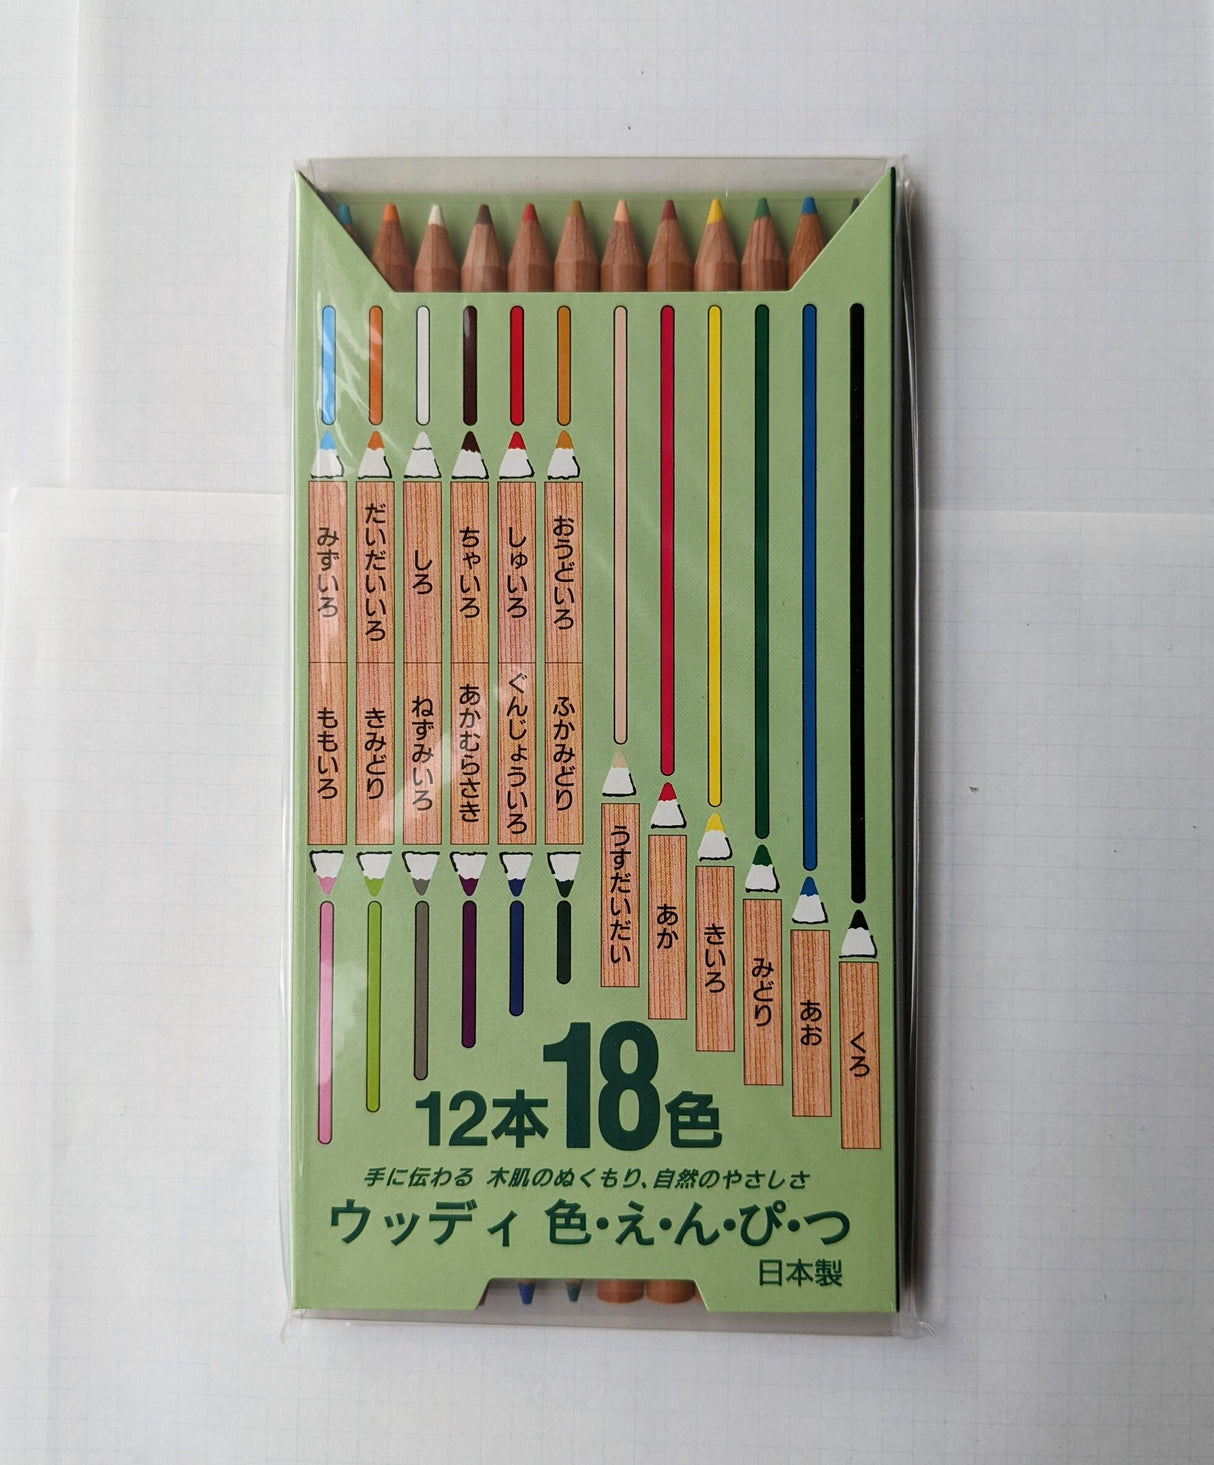 みずいろ
だいだいいろ
しろ
ちゃいろ
しゅいろ
おうどいろ
ももいろ
きみどり
ねずみいろ
あかむらさき
ぐんじょういろ
ふかみどり
うすだいだい
あか
きいろ
みどり
あお
くろ
12本18色
手に伝わる 木肌のぬくもり、自然のやさしさ
ウッディ 色・え・ん・ぴ・つ
日本製